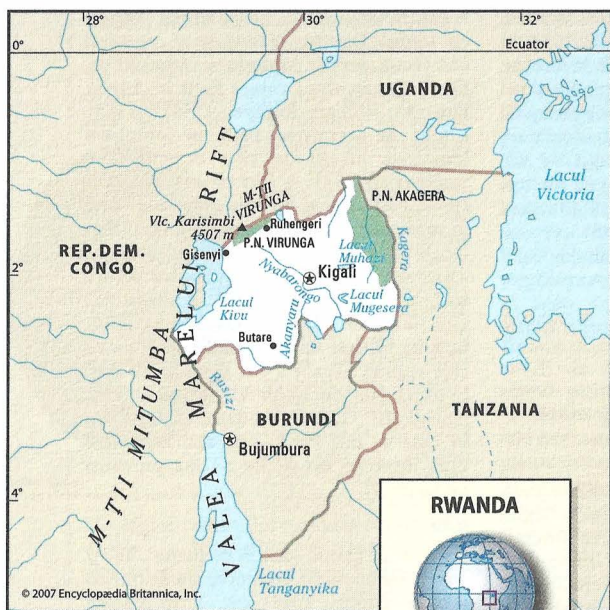 28°
30°
32°
0°
Ecuator
UGANDA
Lacul
Victoria
M-ȚII
VIRUNGA
P.N. AKAGERA
Vlc. Karisimbi
4507 m
Ruhengeri
P.N. VIRUNGA
REP.DEM.
CONGO
Gisenyi
Lacul
Muhazi
Kagera
2°
Kigali
Nyabarongo
Lacul
Kivu
Lacul
Mugesera
Akanyaru
Butare
M-ȚII MITUMBA
VALEA MARELUI RIFT
Rusizi
BURUNDI
TANZANIA
Bujumbura
4°
RWANDA
Lacul
Tanganyika
© 2007 Encyclopædia Britannica, Inc.